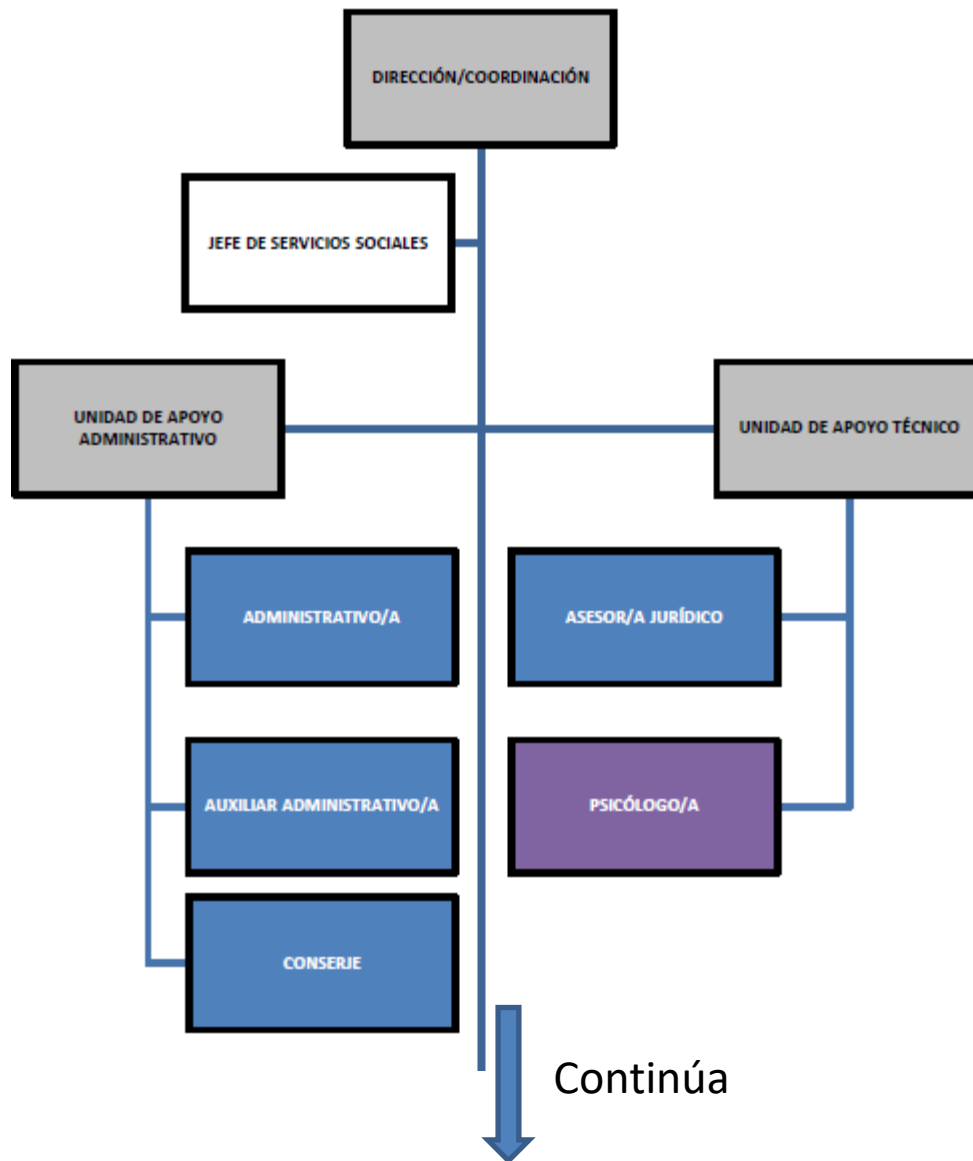 DIRECCIÓN/COORDINACIÓN
JEFE DE SERVICIOS SOCIALES
UNIDAD DE APOYO
ADMINISTRATIVO
UNIDAD DE APOYO TÉCNICO
ADMINISTRATIVO/A
ASESOR/A JURÍDICO
AUXILIAR ADMINISTRATIVO/A
PSICÓLOGO/A
CONSERJE
Continúa